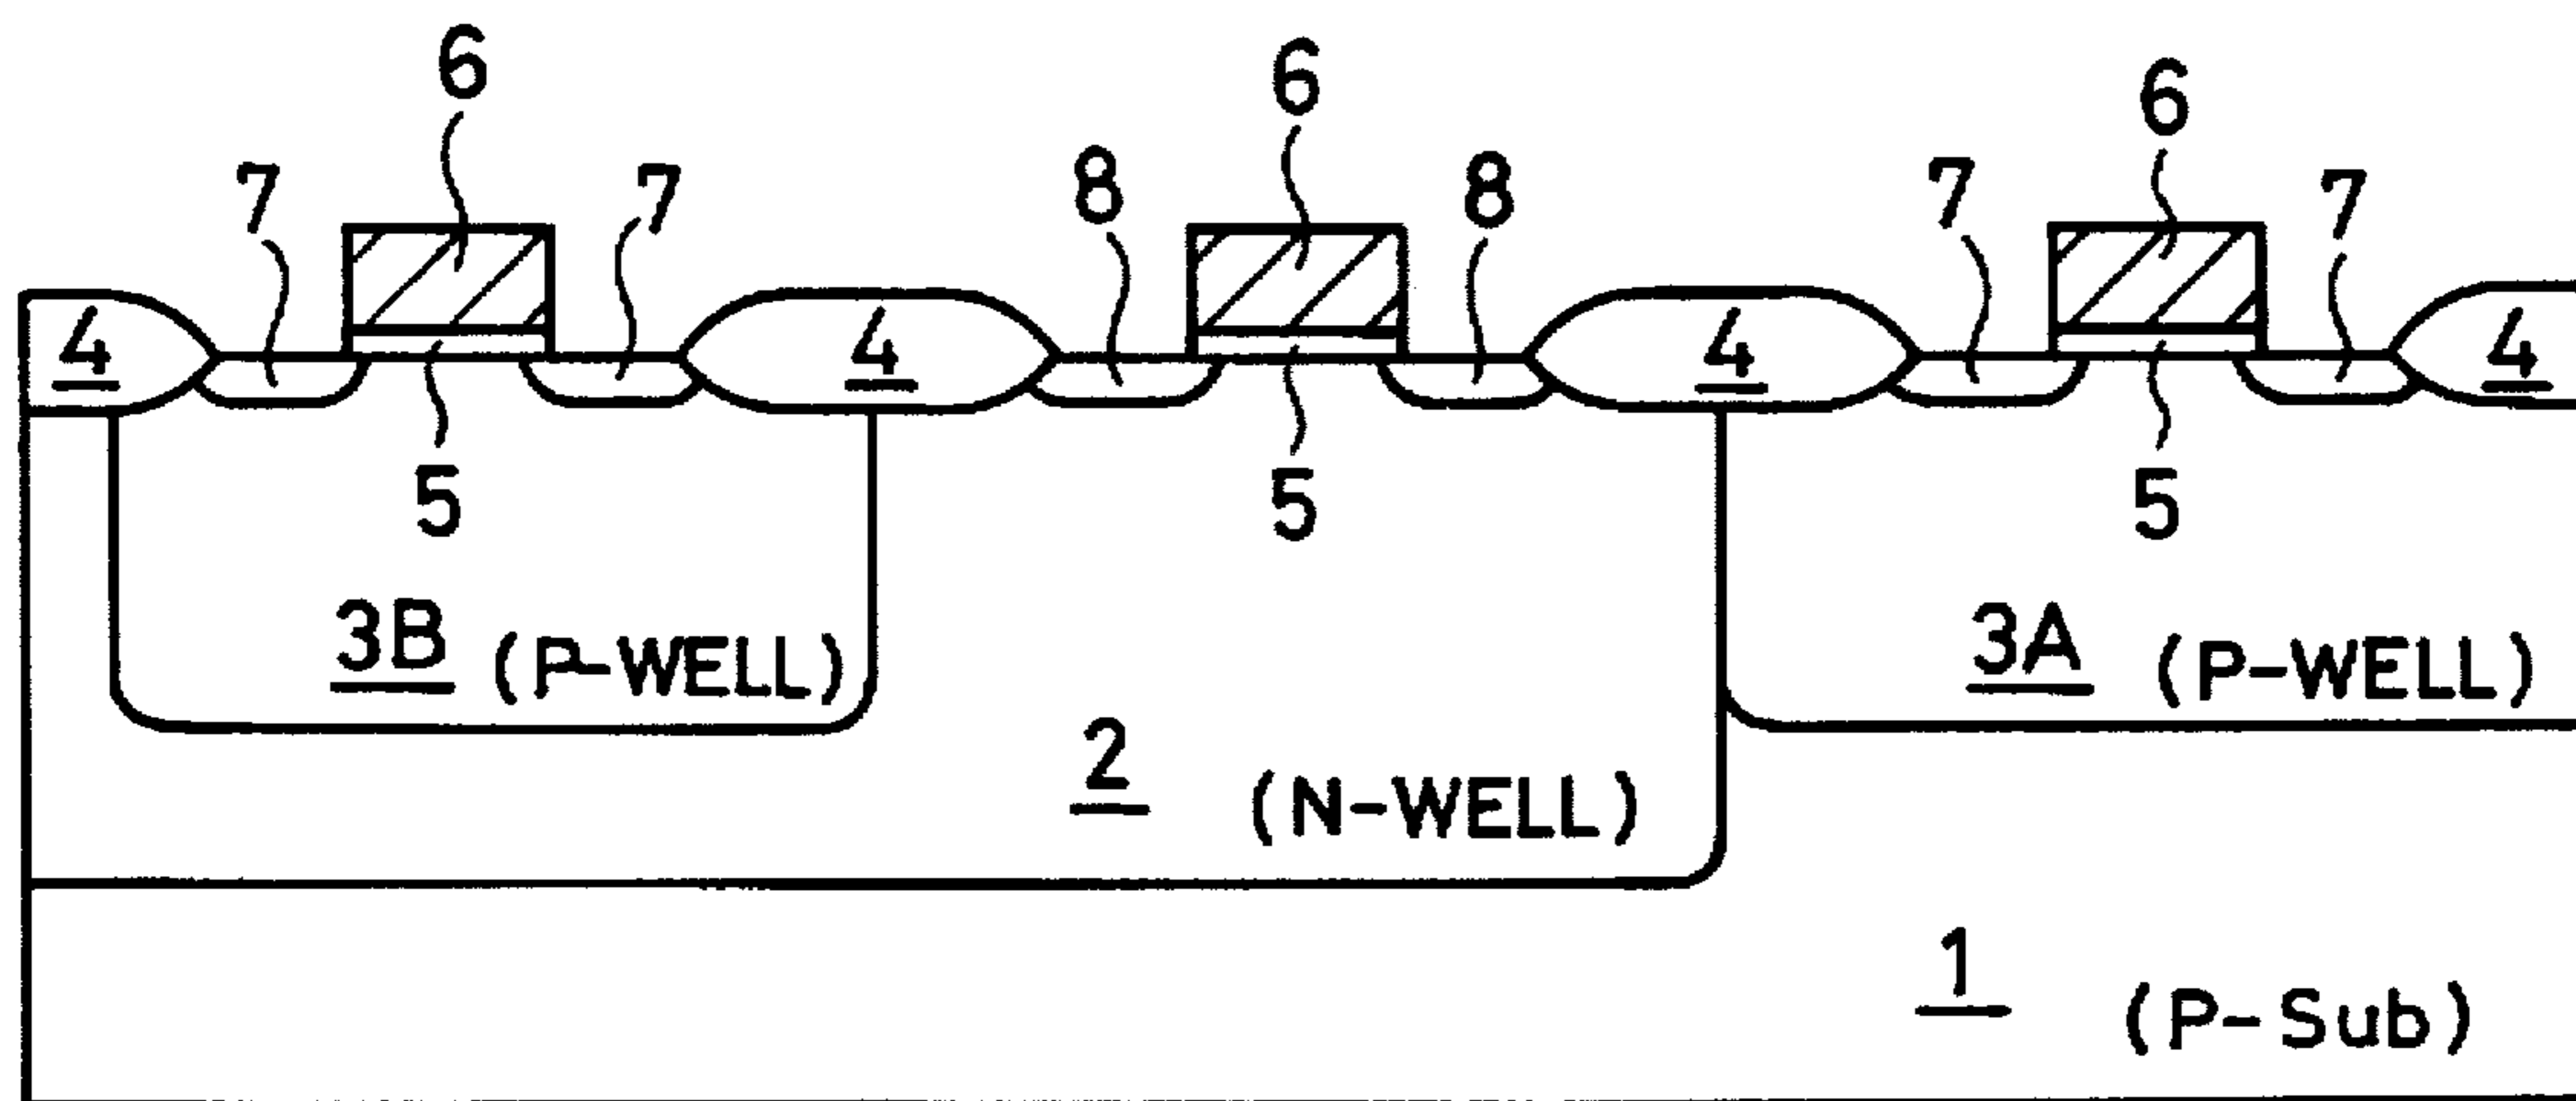 6 6 6
7 7 8 8 7 7
4 4 4 4
5 5 5
3B (P-WELL) 3A (P-WELL)
2 (N-WELL)
1 (P-Sub)